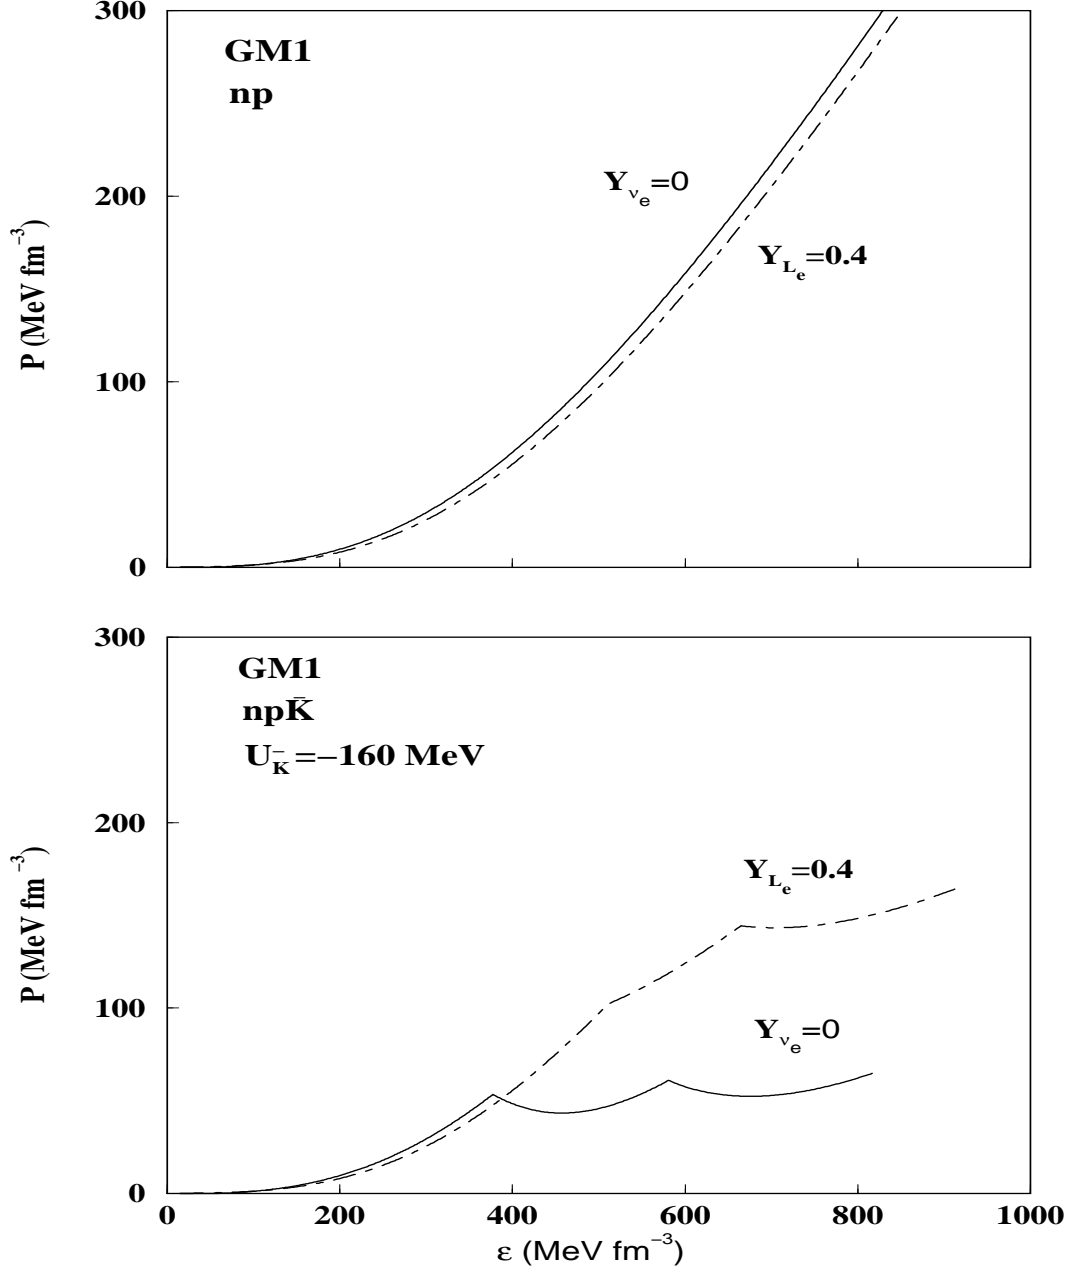 300
GM1
np
Y_{ν_e}=0
200
Y_{L_e}=0.4
P (MeV fm⁻³)
100
0
300
GM1
npK̄
U_{K̄}=−160 MeV
200
Y_{L_e}=0.4
P (MeV fm⁻³)
100
Y_{ν_e}=0
0
0 200 400 600 800 1000
ε (MeV fm⁻³)